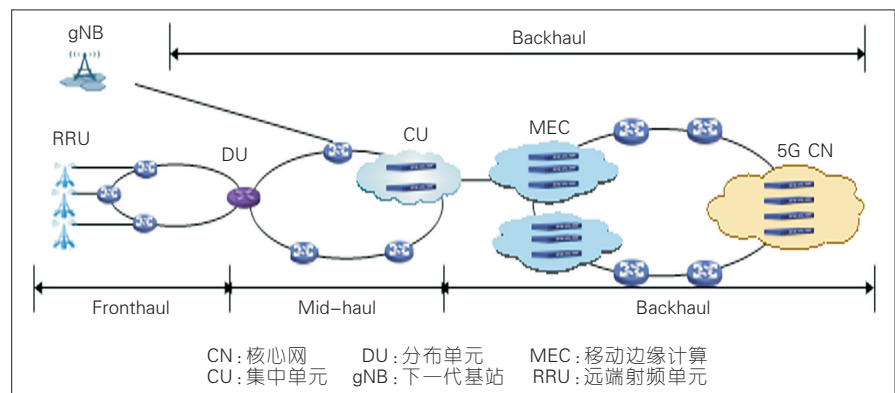 gNB
Backhaul
RRU
DU
CU
MEC
5G CN
Fronthaul
Mid-haul
Backhaul
CN:核心网 DU:分布单元 MEC:移动边缘计算
CU:集中单元 gNB:下一代基站 RRU:远端射频单元